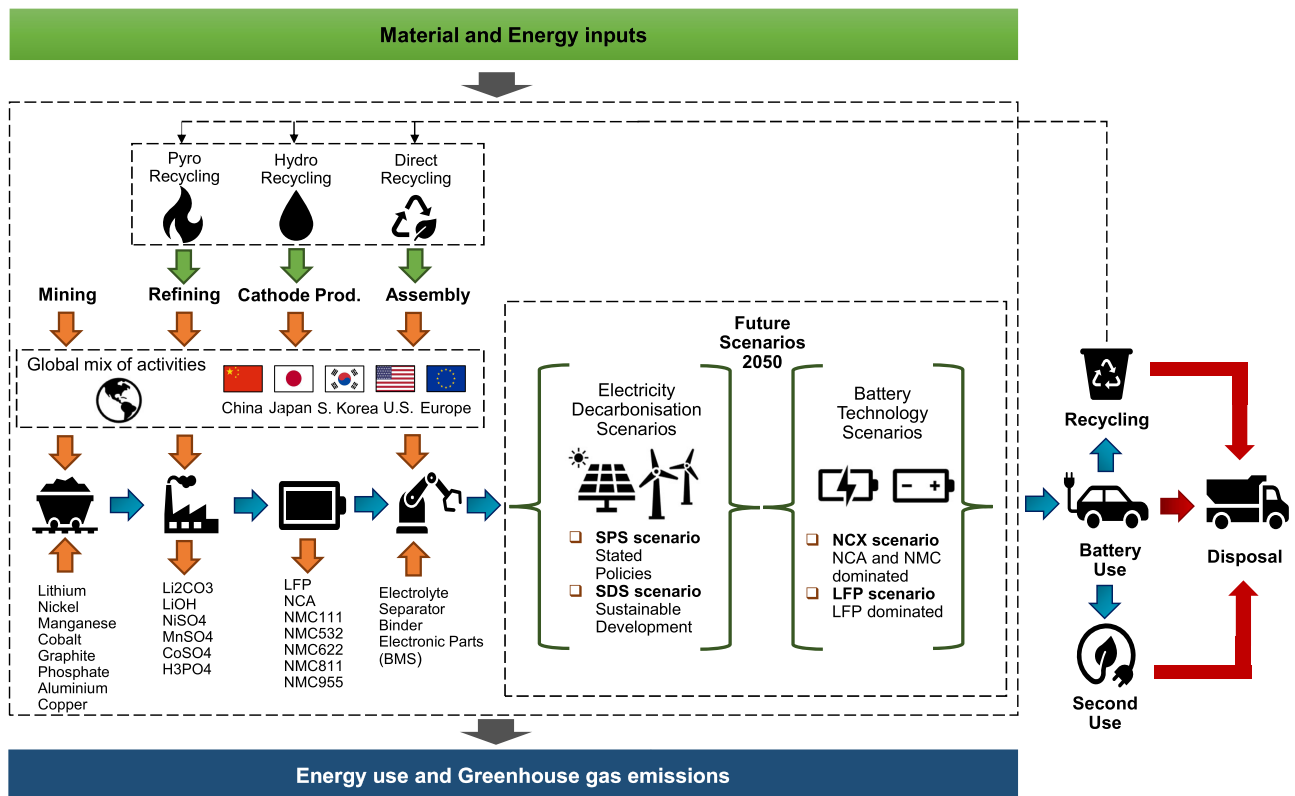 Material and Energy inputs
Pyro
Recycling
Hydro
Recycling
Direct
Recycling
Mining
Refining
Cathode Prod.
Assembly
Global mix of activities
China
Japan
S. Korea
U.S.
Europe
Lithium
Nickel
Manganese
Cobalt
Graphite
Phosphate
Aluminium
Copper
Li2CO3
LiOH
NiSO4
MnSO4
CoSO4
H3PO4
LFP
NCA
NMC111
NMC532
NMC622
NMC811
NMC955
Electrolyte
Separator
Binder
Electronic Parts
(BMS)
Future
Scenarios
2050
Electricity
Decarbonisation
Scenarios
SPS scenario
Stated
Policies
SDS scenario
Sustainable
Development
Battery
Technology
Scenarios
NCX scenario
NCA and NMC
dominated
LFP scenario
LFP dominated
Recycling
Battery
Use
Disposal
Second
Use
Energy use and Greenhouse gas emissions